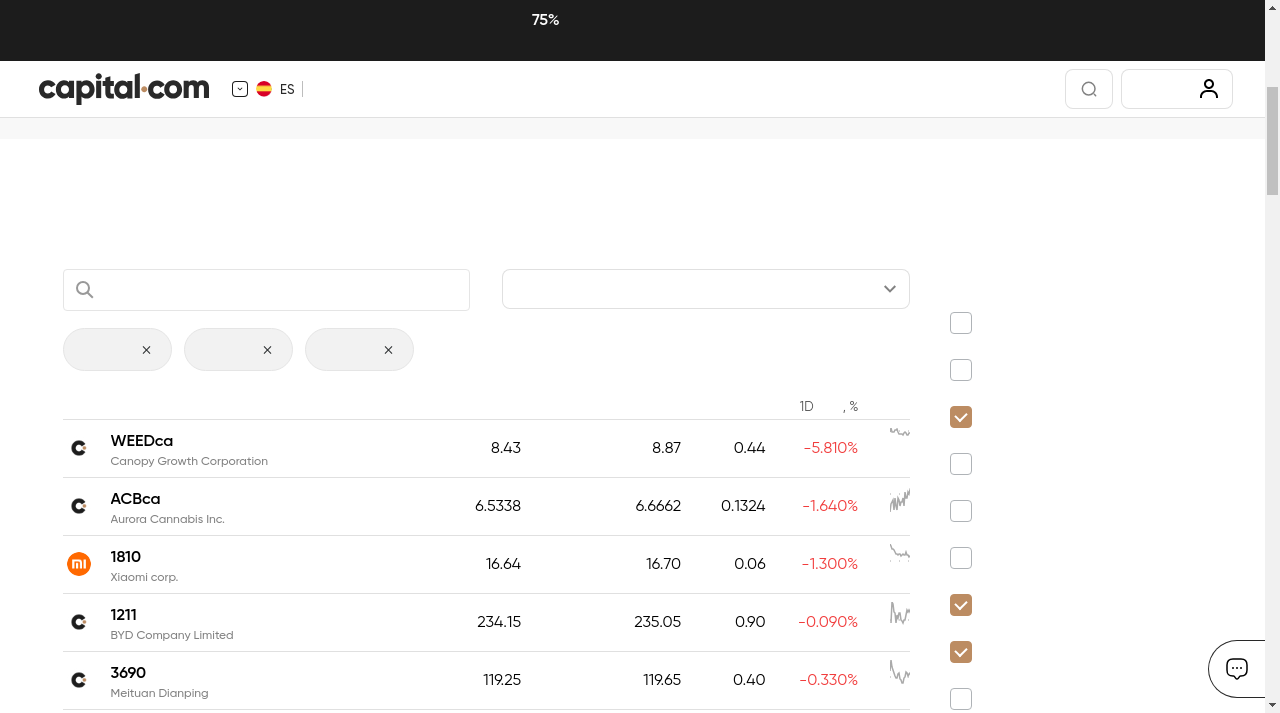 75%
capital.com
ES
1D , %
WEEDca 8.43 8.87 0.44 -5.810%
Canopy Growth Corporation
ACBca 6.5338 6.6662 0.1324 -1.640%
Aurora Cannabis Inc.
1810 16.64 16.70 0.06 -1.300%
Xiaomi corp.
1211 234.15 235.05 0.90 -0.090%
BYD Company Limited
3690 119.25 119.65 0.40 -0.330%
Meituan Dianping